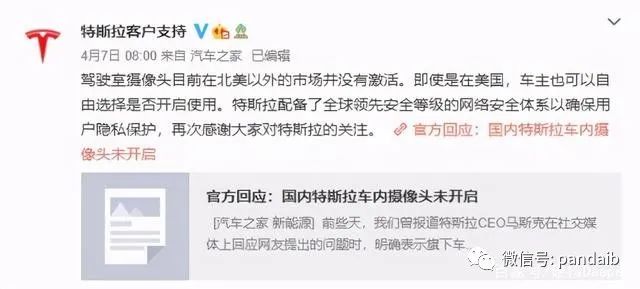 特斯拉客户支持
4月7日 08:00 来自 汽车之家 已编辑
驾驶室摄像头目前在北美以外的市场并没有激活。即使是在美国，车主也可以自
由选择是否开启使用。特斯拉配备了全球领先安全等级的网络安全体系以确保用
户隐私保护，再次感谢大家对特斯拉的关注。 官方回应：国内特斯拉车内摄
像头未开启
官方回应：国内特斯拉车内摄像头未开启
[汽车之家 新能源] 前些天，我们曾报道特斯拉CEO马斯克在社交媒
体上回应网友提出的问题时，明确表示旗下车...
微信号: pandaib